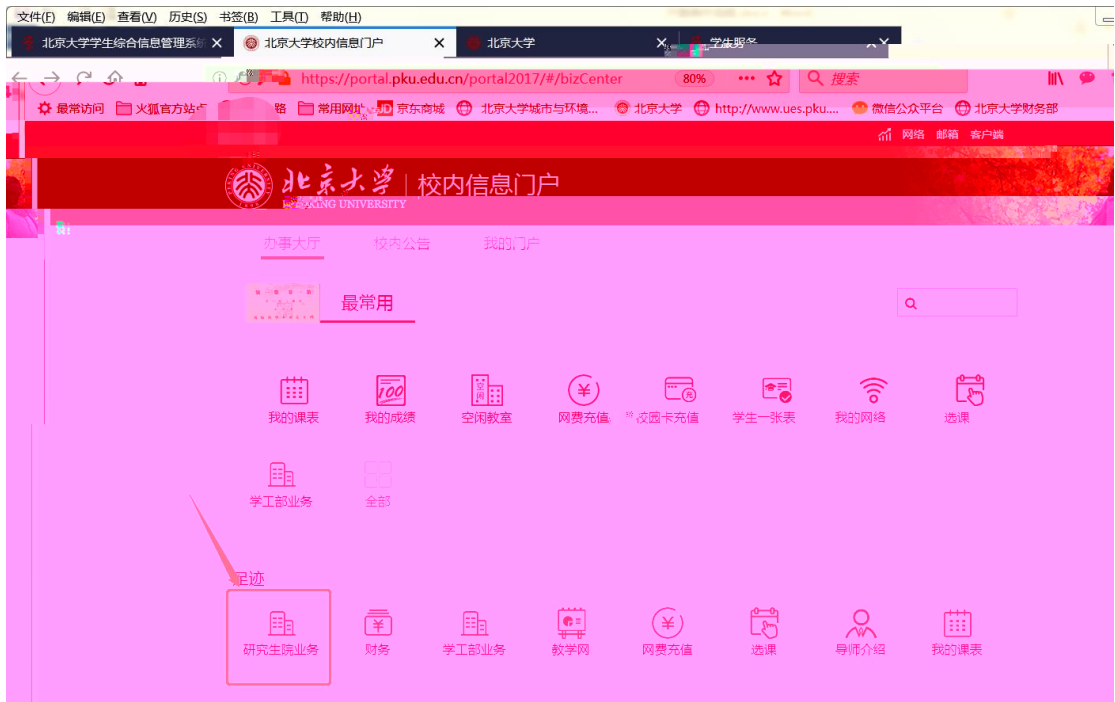 文件(F) 编辑(E) 查看(V) 历史(S) 书签(B) 工具(T) 帮助(H)
北京大学学生综合信息管理系统 北京大学校内信息门户 北京大学 学生服务
https://portal.pku.edu.cn/portal2017/#/bizCenter 80% 搜索
最常访问 火狐官方站点 路 常用网址 JD 京东商城 北京大学城市与环境... 北京大学 http://www.ues.pku.... 微信公众平台 北京大学财务部
网络 邮箱 客户端
北京大学 校内信息门户
PEKING UNIVERSITY
办事大厅 校内公告 我的门户
最常用
我的课表 我的成绩 空闲教室 网费充值 校园卡充值 学生一张表 我的网络 选课
学工部业务 全部
足迹
研究生院业务 财务 学工部业务 教学网 网费充值 选课 导师介绍 我的课表